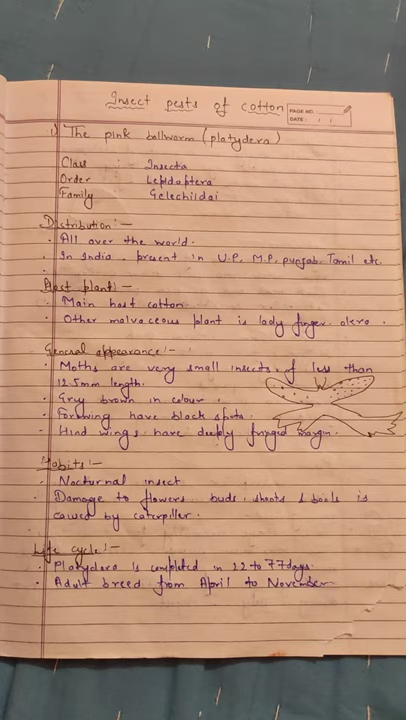 Insect pests of cotton
PAGE NO.
DATE: / /
1) The pink bollworm (platydera)
Class : Insecta
Order : Lepidoptera
Family Gelechildai
Distribution :-
· All over the world.
· In India. present in U.P, M.P, punjab, Tamil etc.
Host plant :-
· Main host cotton
· Other malvaceous plant is lady finger. okra.
General appearance :-
· Moths are very small insects of less than
12.5mm length.
· Grey brown in colour.
· Forewing have black spots.
· Hind wings have deeply fringed margin.
Habits :-
· Nocturnal insect
· Damage to flowers buds, shoots & bools is
caused by caterpiller.
Life cycle :-
· Platydera is completed in 22 to 77 days.
· Adult breed from April to November